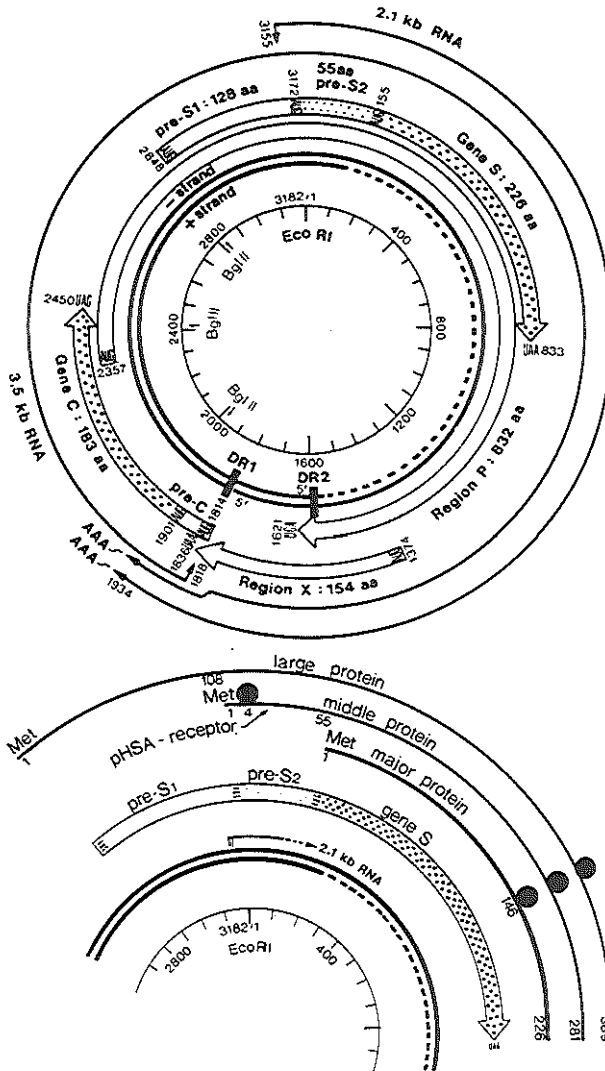 2.1 kb RNA
3155
55aa
pre-S2
3172
155
pre-S1 : 128 aa
2848
Gene S : 226 aa
- strand
+ strand
3182/1
Eco RI
400
2800
Bgl II
2450 UAG
2400
Bgl II
800
UAA 833
AUG
2357
Bgl II
2000
1200
1600
3.5 kb RNA
Gene C : 183 aa
Region P : 832 aa
DR1
DR2
5'
5'
pre-C
1814
1901
1836
1818
1621
1374
Region X : 154 aa
AAA
AAA
1934
large protein
108
Met
middle protein
1 4
55
Met
1
pHSA - receptor
Met major protein
1
pre-S1
pre-S2
gene S
2.1 kb RNA
146
3182/1
EcoRI
2800
400
226
281
UAA